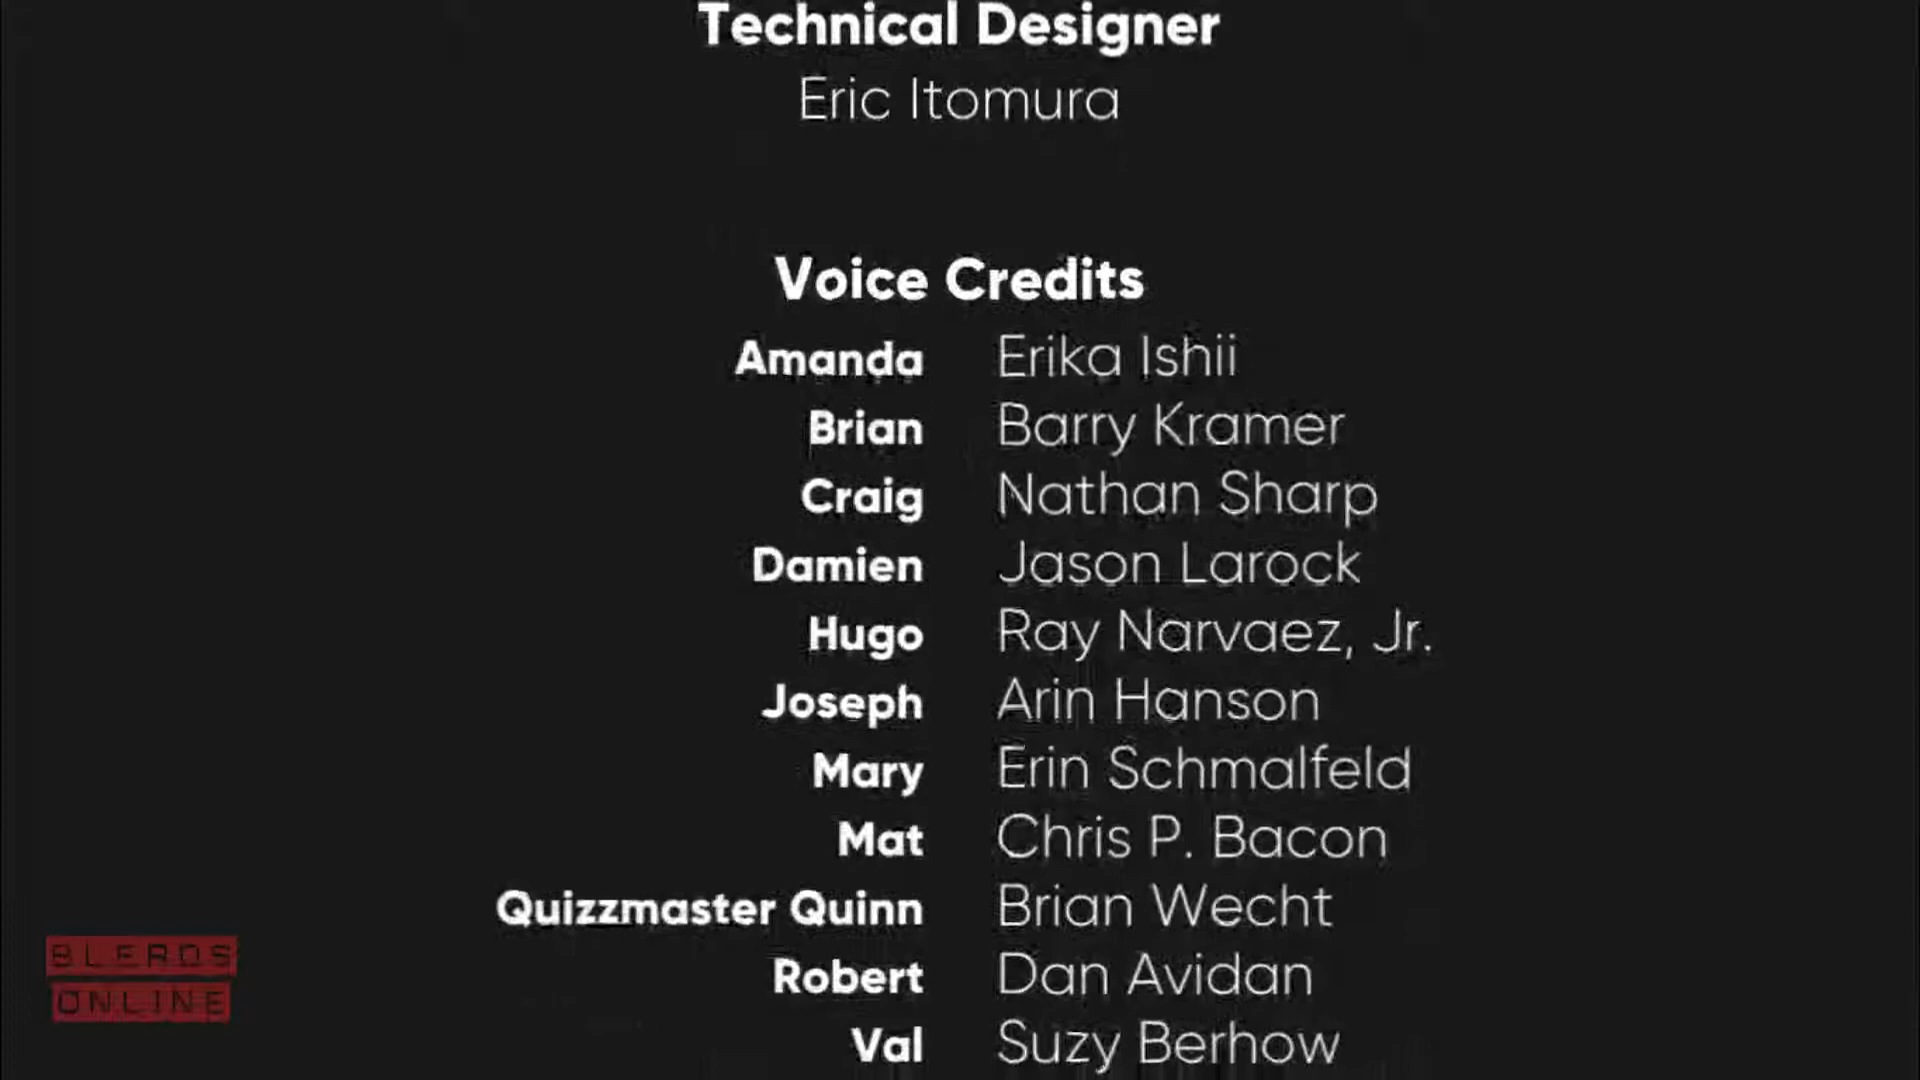 Technical Designer
Eric Itomura
Voice Credits
Amanda Erika Ishii
Brian Barry Kramer
Craig Nathan Sharp
Damien Jason Larock
Hugo Ray Narvaez, Jr.
Joseph Arin Hanson
Mary Erin Schmalfeld
Mat Chris P. Bacon
Quizzmaster Quinn Brian Wecht
Robert Dan Avidan
Val Suzy Berhow
BLERDS
ONLINE